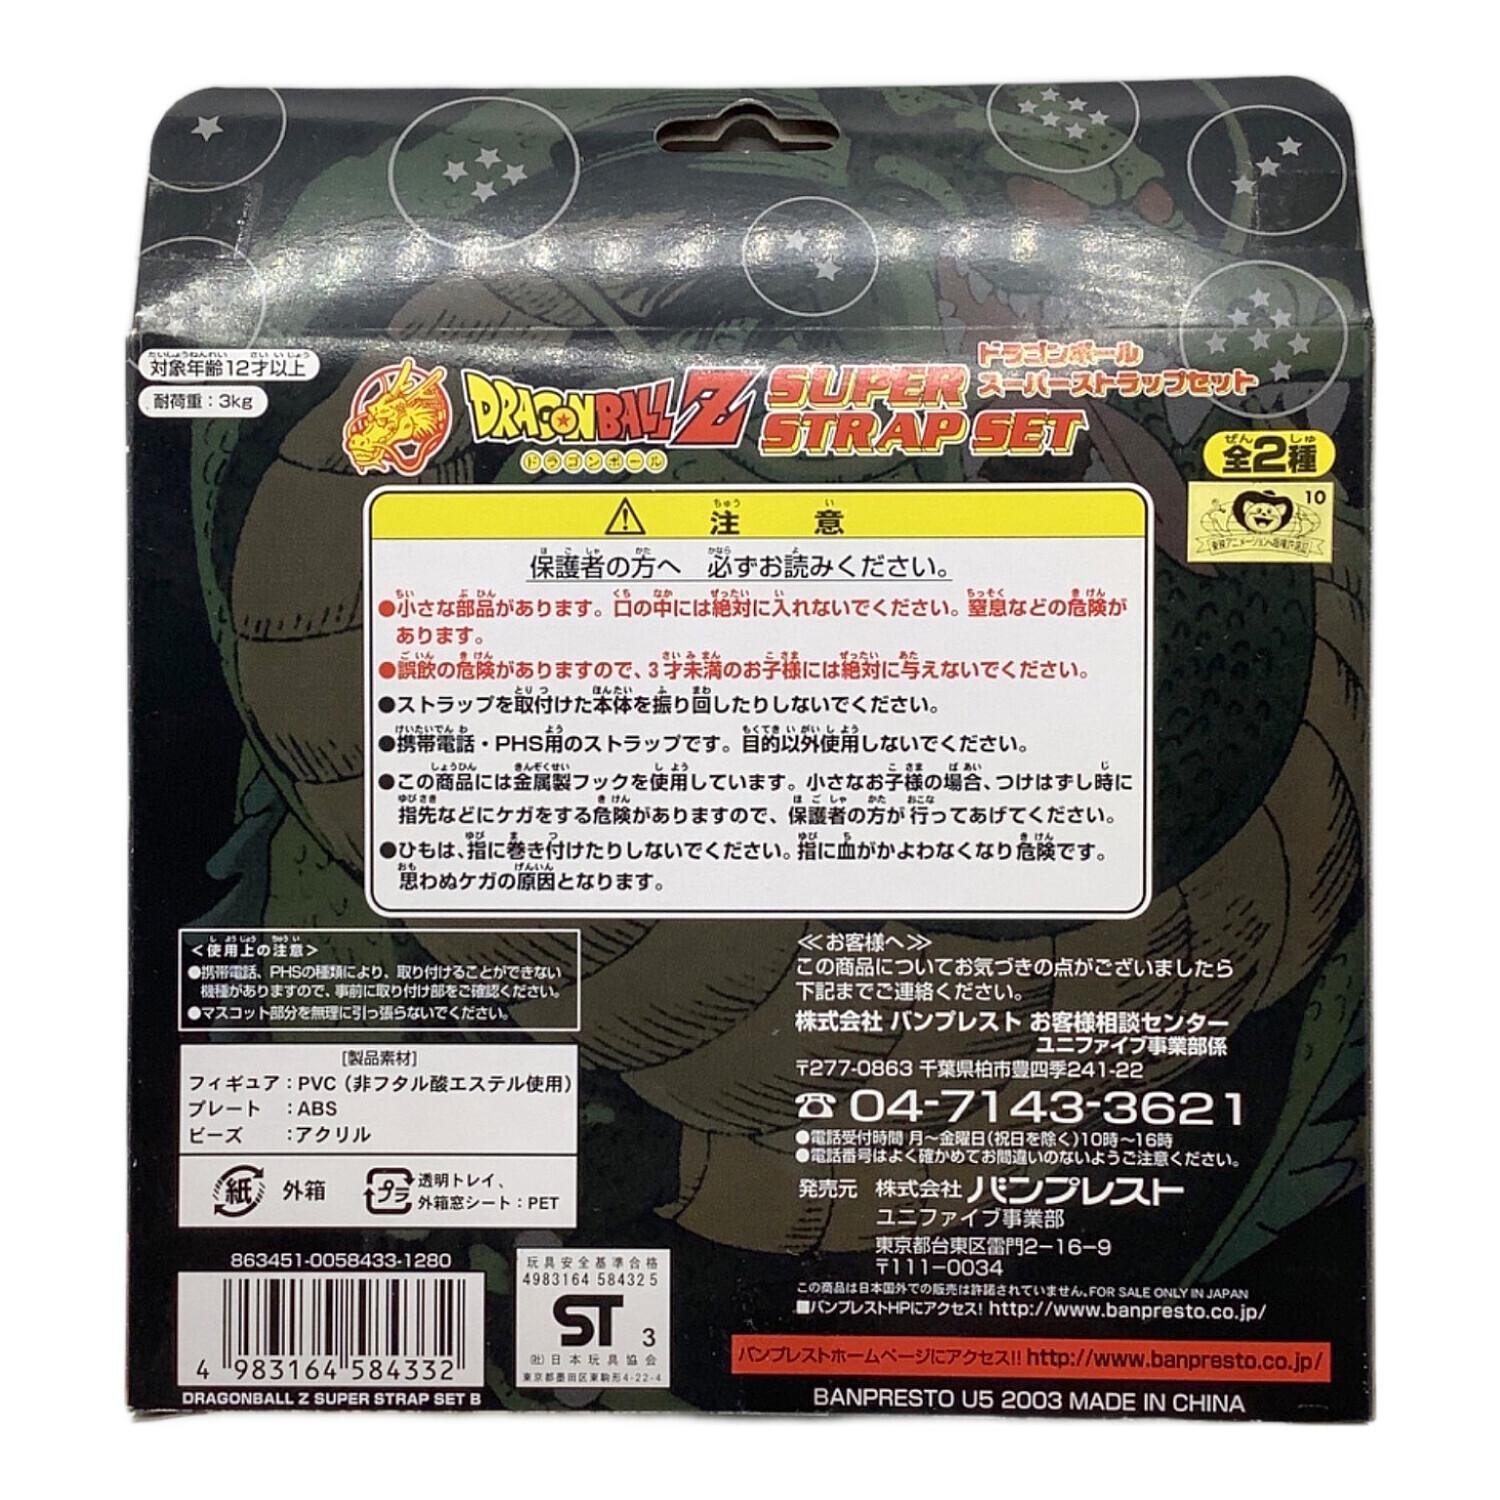 対象年齢12才以上
耐荷重：3kg
DRAGONBALL Z
ドラゴンボール
SUPER
STRAP SET
ドラゴンボール
スーパーストラップセット
全2種
10
東映アニメーション
⚠ 注意
保護者の方へ 必ずお読みください。
●小さな部品があります。口の中には絶対に入れないでください。窒息などの危険が
あります。
●誤飲の危険がありますので、3才未満のお子様には絶対に与えないでください。
●ストラップを取付けた本体を振り回したりしないでください。
●携帯電話・PHS用のストラップです。目的以外使用しないでください。
●この商品には金属製フックを使用しています。小さなお子様の場合、つけはずし時に
指先などにケガをする危険がありますので、保護者の方が行ってあげてください。
●ひもは、指に巻き付けたりしないでください。指に血がかよわなくなり危険です。
思わぬケガの原因となります。
＜使用上の注意＞
●携帯電話、PHSの種類により、取り付けることができない
機種がありますので、事前に取り付け部をご確認ください。
●マスコット部分を無理に引っ張らないでください。
[製品素材]
フィギュア：PVC（非フタル酸エステル使用）
プレート ：ABS
ビーズ ：アクリル
紙 外箱
プラ 透明トレイ、
外箱窓シート：PET
863451-0058433-1280
4 983164 584332
DRAGONBALL Z SUPER STRAP SET B
玩具安全基準合格
4983164 584325
ST 3
(社)日本玩具協会
東京都墨田区東駒形4-22-4
≪お客様へ≫
この商品についてお気づきの点がございましたら
下記までご連絡ください。
株式会社 バンプレスト お客様相談センター
ユニファイブ事業部係
〒277-0863 千葉県柏市豊四季241-22
☎ 04-7143-3621
●電話受付時間 月～金曜日(祝日を除く)10時～16時
●電話番号はよく確かめてお間違いのないようご注意ください。
発売元 株式会社 バンプレスト
ユニファイブ事業部
東京都台東区雷門2-16-9
〒111-0034
この商品は日本国外での販売は許諾されていません。FOR SALE ONLY IN JAPAN
■バンプレストHPにアクセス! http://www.banpresto.co.jp/
バンプレストホームページにアクセス!! http://www.banpresto.co.jp/
BANPRESTO U5 2003 MADE IN CHINA